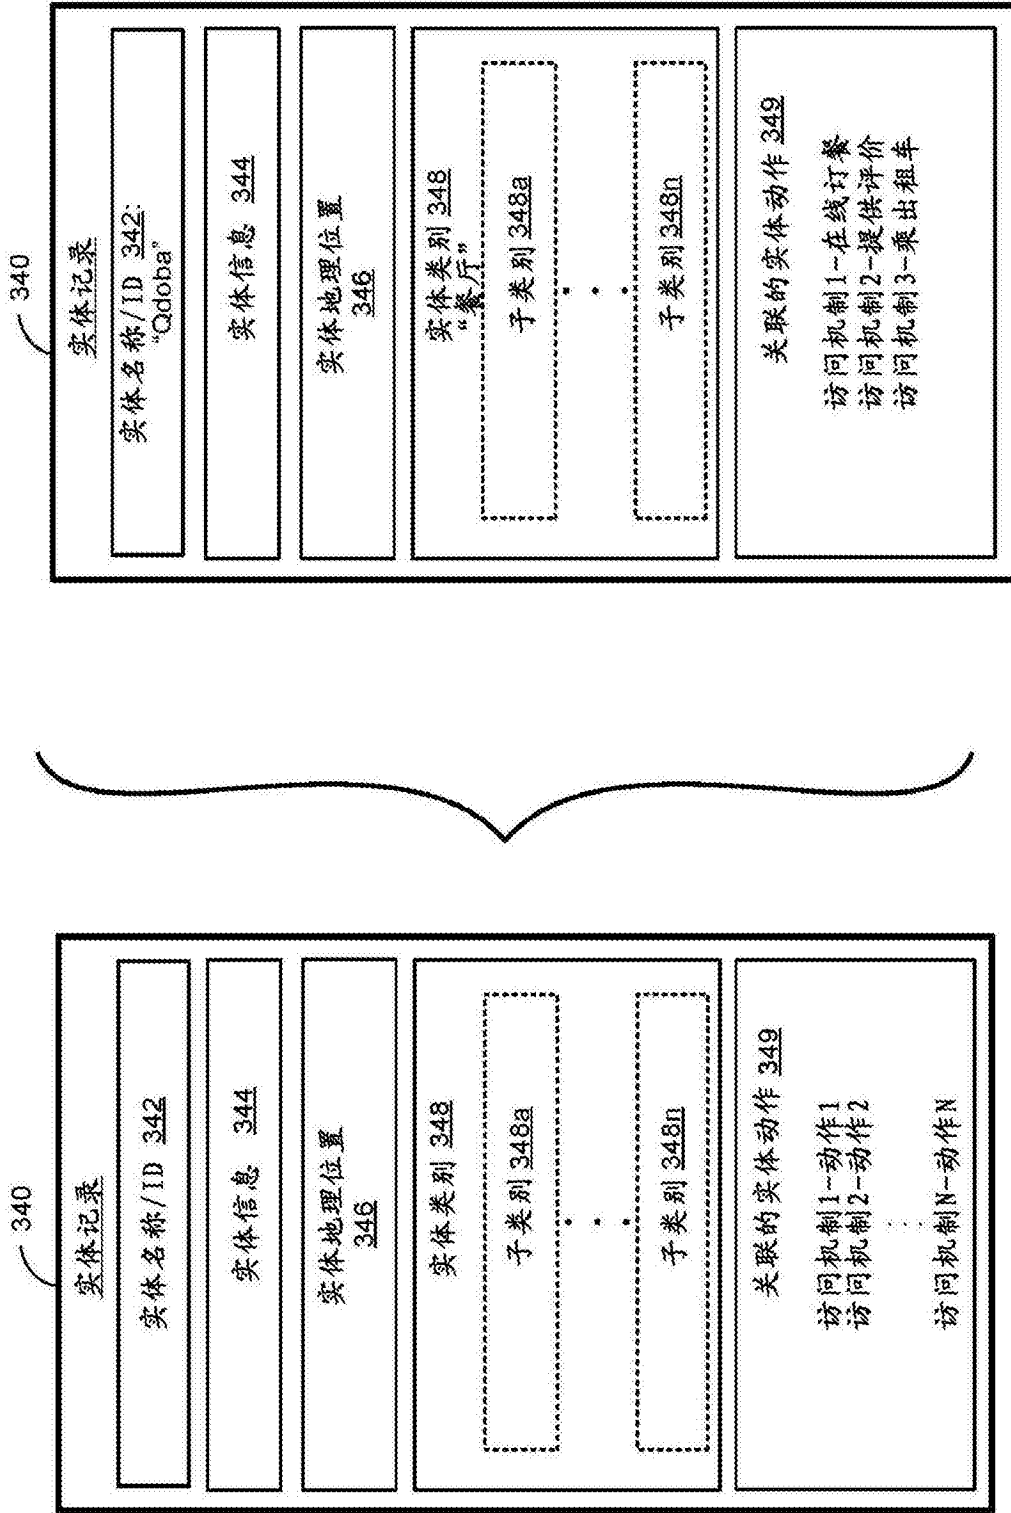 340
实体记录
实体名称/ID 342
实体信息 344
实体地理位置
346
实体类别 348
子类别 348a
. . .
子类别 348n
关联的实体动作 349
访问机制1-动作1
访问机制2-动作2
. . .
访问机制N-动作N
340
实体记录
实体名称/ID 342:
“Qdoba”
实体信息 344
实体地理位置
346
实体类别 348
“餐厅”
子类别 348a
. . .
子类别 348n
关联的实体动作 349
访问机制1-在线订餐
访问机制2-提供评价
访问机制3-乘出租车